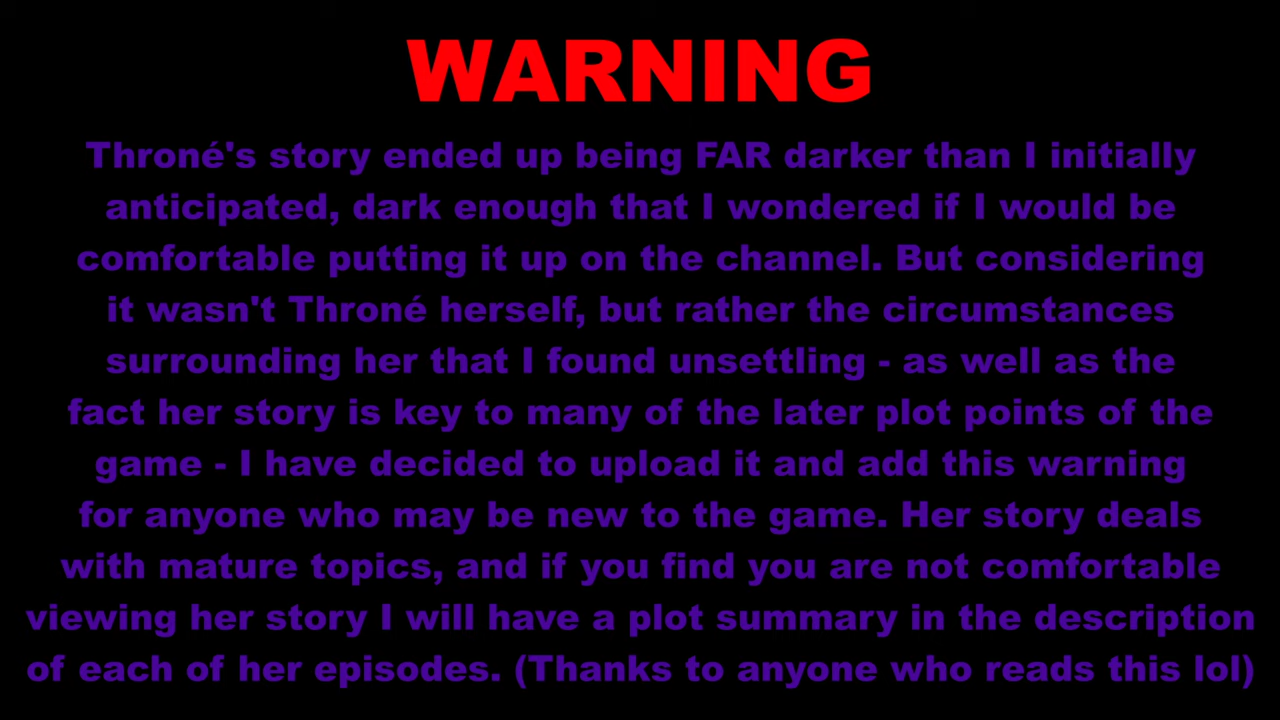 WARNING
Throné's story ended up being FAR darker than I initially
anticipated, dark enough that I wondered if I would be
comfortable putting it up on the channel. But considering
it wasn't Throné herself, but rather the circumstances
surrounding her that I found unsettling - as well as the
fact her story is key to many of the later plot points of the
game - I have decided to upload it and add this warning
for anyone who may be new to the game. Her story deals
with mature topics, and if you find you are not comfortable
viewing her story I will have a plot summary in the description
of each of her episodes. (Thanks to anyone who reads this lol)